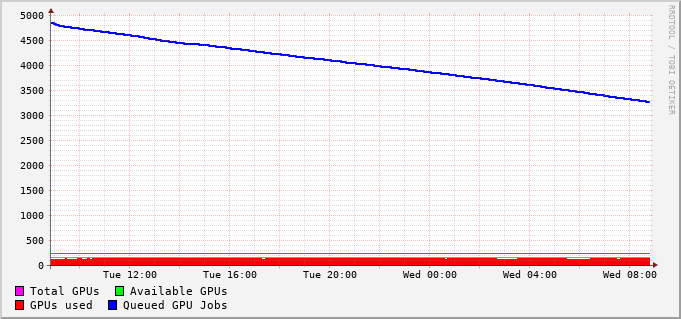 5000
4500
4000
3500
3000
2500
2000
1500
1000
500
0
Tue 12:00 Tue 16:00 Tue 20:00 Wed 00:00 Wed 04:00 Wed 08:00
Total GPUs Available GPUs
GPUs used Queued GPU Jobs
RRDTOOL / TOBI OETIKER